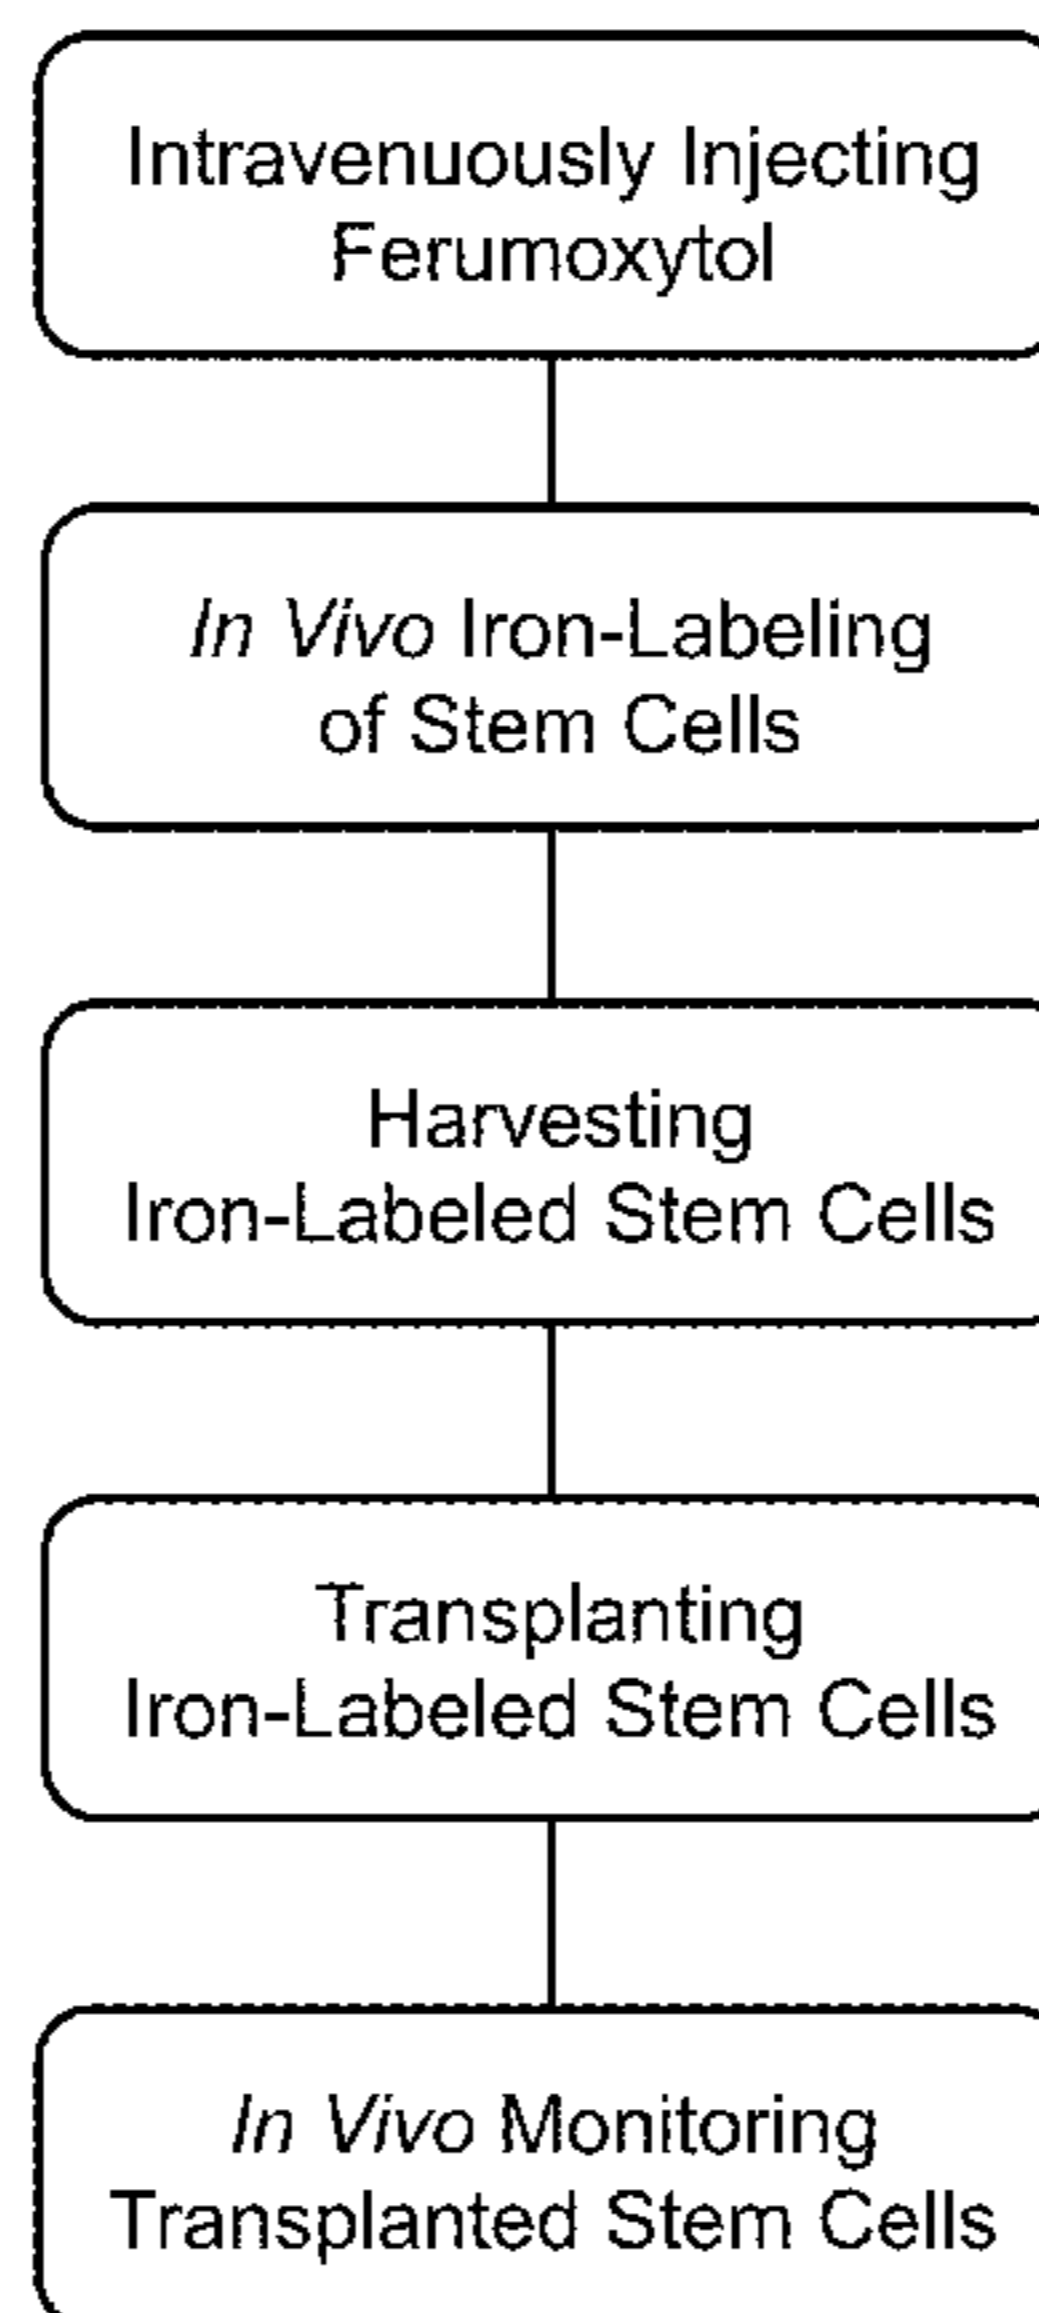 Intravenuously Injecting
Ferumoxytol
In Vivo Iron-Labeling
of Stem Cells
Harvesting
Iron-Labeled Stem Cells
Transplanting
Iron-Labeled Stem Cells
In Vivo Monitoring
Transplanted Stem Cells